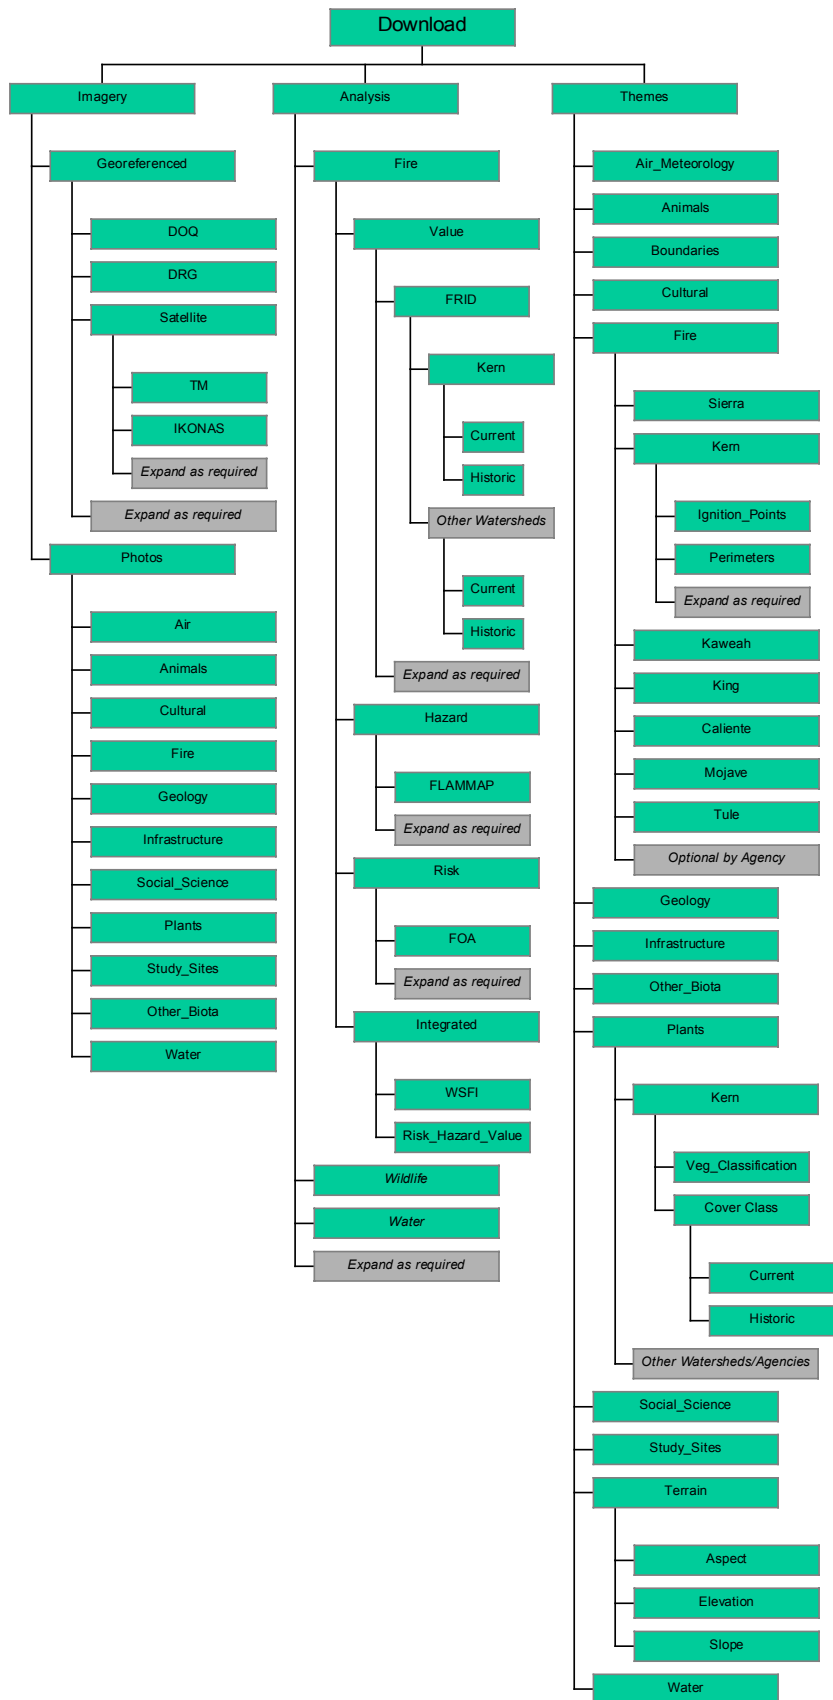 Download
Imagery
Georeferenced
DOQ
DRG
Satellite
TM
IKONAS
Expand as required
Expand as required
Photos
Air
Animals
Cultural
Fire
Geology
Infrastructure
Social_Science
Plants
Study_Sites
Other_Biota
Water
Analysis
Fire
Value
FRID
Kern
Current
Historic
Other Watersheds
Current
Historic
Expand as required
Hazard
FLAMMAP
Expand as required
Risk
FOA
Expand as required
Integrated
WSFI
Risk_Hazard_Value
Wildlife
Water
Expand as required
Themes
Air_Meteorology
Animals
Boundaries
Cultural
Fire
Sierra
Kern
Ignition_Points
Perimeters
Expand as required
Kaweah
King
Caliente
Mojave
Tule
Optional by Agency
Geology
Infrastructure
Other_Biota
Plants
Kern
Veg_Classification
Cover Class
Current
Historic
Other Watersheds/Agencies
Social_Science
Study_Sites
Terrain
Aspect
Elevation
Slope
Water